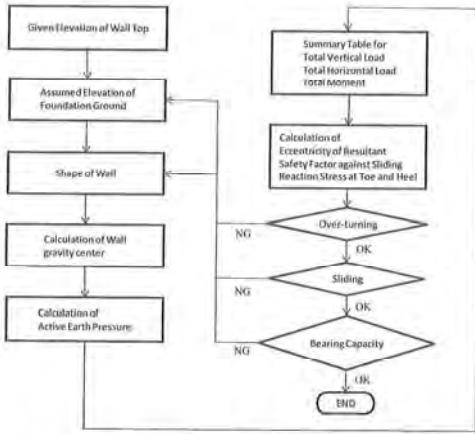 Given Elevation of Wall Top
Assumed Elevation of
Foundation Ground
Shape of Wall
Calculation of Wall
gravity center
Calculation of
Active Earth Pressure
Summary Table for
Total Vertical Load
Total Horizontal Load
Total Moment
Calculation of
Eccentricity of Resultant
Safety Factor against Sliding
Reaction Stress at Toe and Heel
Over-turning
NG
OK
Sliding
NG
OK
Bearing Capacity
NG
OK
END